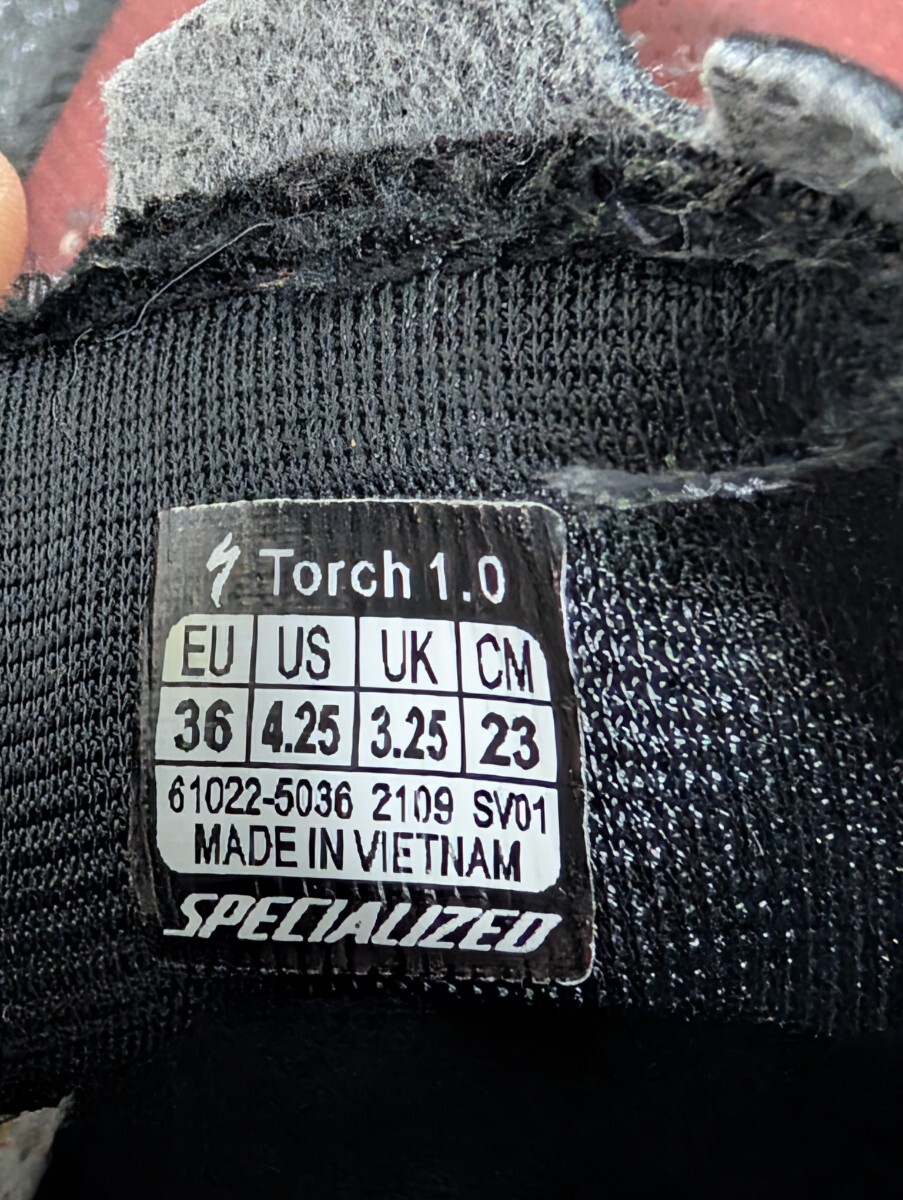 Torch 1.0
EU US UK CM
36 4.25 3.25 23
61022-5036 2109 SV01
MADE IN VIETNAM
SPECIALIZED